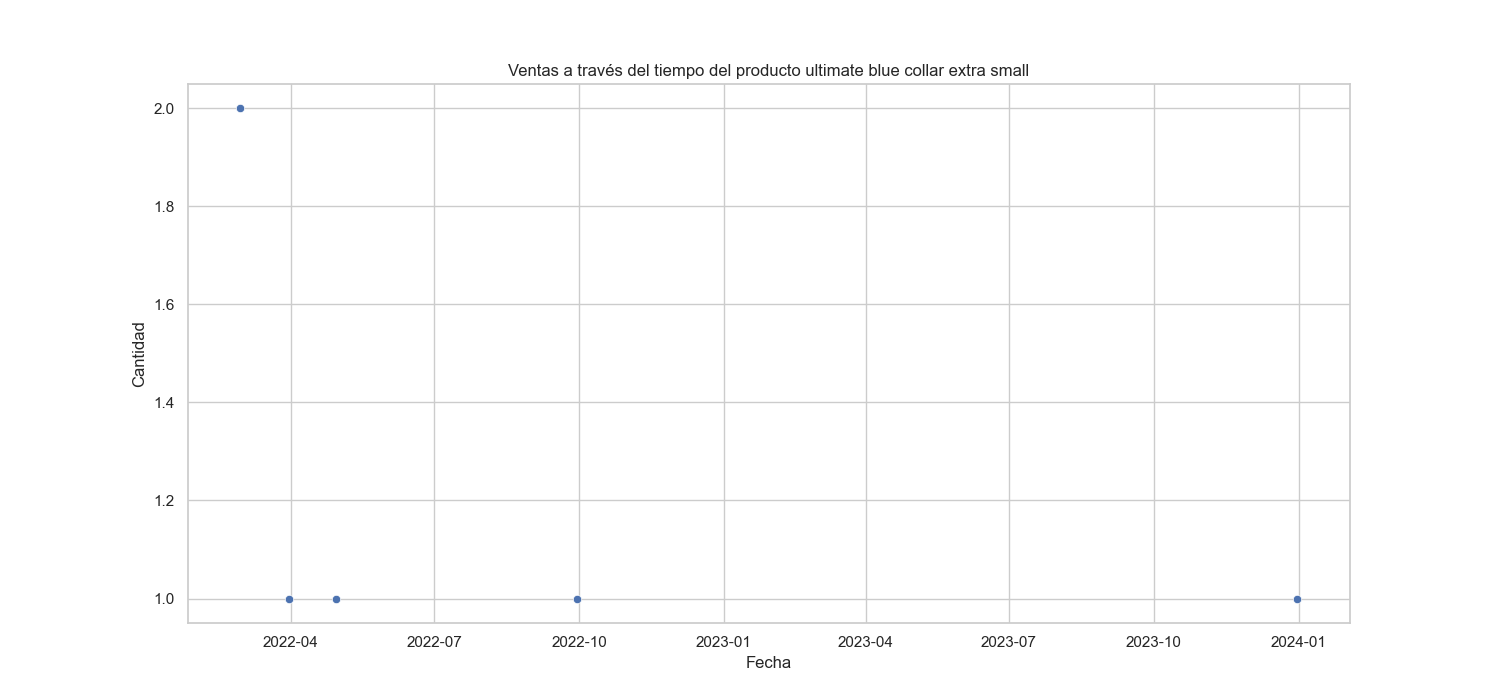 Ventas a través del tiempo del producto ultimate blue collar extra small
2.0
1.8
1.6
1.4
1.2
1.0
Cantidad
2022-04 2022-07 2022-10 2023-01 2023-04 2023-07 2023-10 2024-01
Fecha